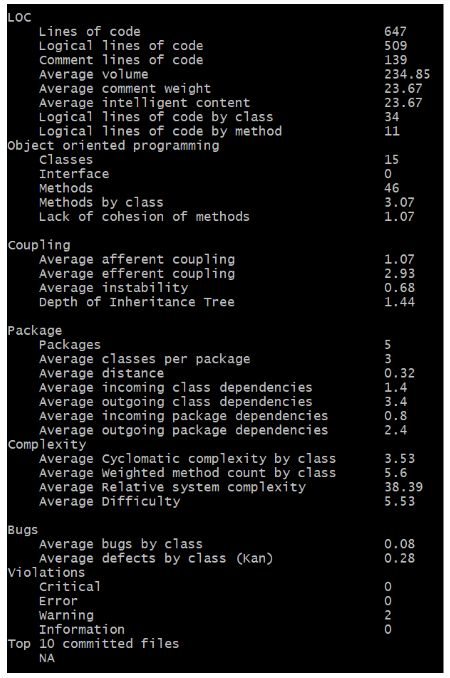 LOC
Lines of code 647
Logical lines of code 509
Comment lines of code 139
Average volume 234.85
Average comment weight 23.67
Average intelligent content 23.67
Logical lines of code by class 34
Logical lines of code by method 11
Object oriented programming
Classes 15
Interface 0
Methods 46
Methods by class 3.07
Lack of cohesion of methods 1.07
Coupling
Average afferent coupling 1.07
Average efferent coupling 2.93
Average instability 0.68
Depth of Inheritance Tree 1.44
Package
Packages 5
Average classes per package 3
Average distance 0.32
Average incoming class dependencies 1.4
Average outgoing class dependencies 3.4
Average incoming package dependencies 0.8
Average outgoing package dependencies 2.4
Complexity
Average Cyclomatic complexity by class 3.53
Average Weighted method count by class 5.6
Average Relative system complexity 38.39
Average Difficulty 5.53
Bugs
Average bugs by class 0.08
Average defects by class (Kan) 0.28
Violations
Critical 0
Error 0
Warning 2
Information 0
Top 10 committed files
NA